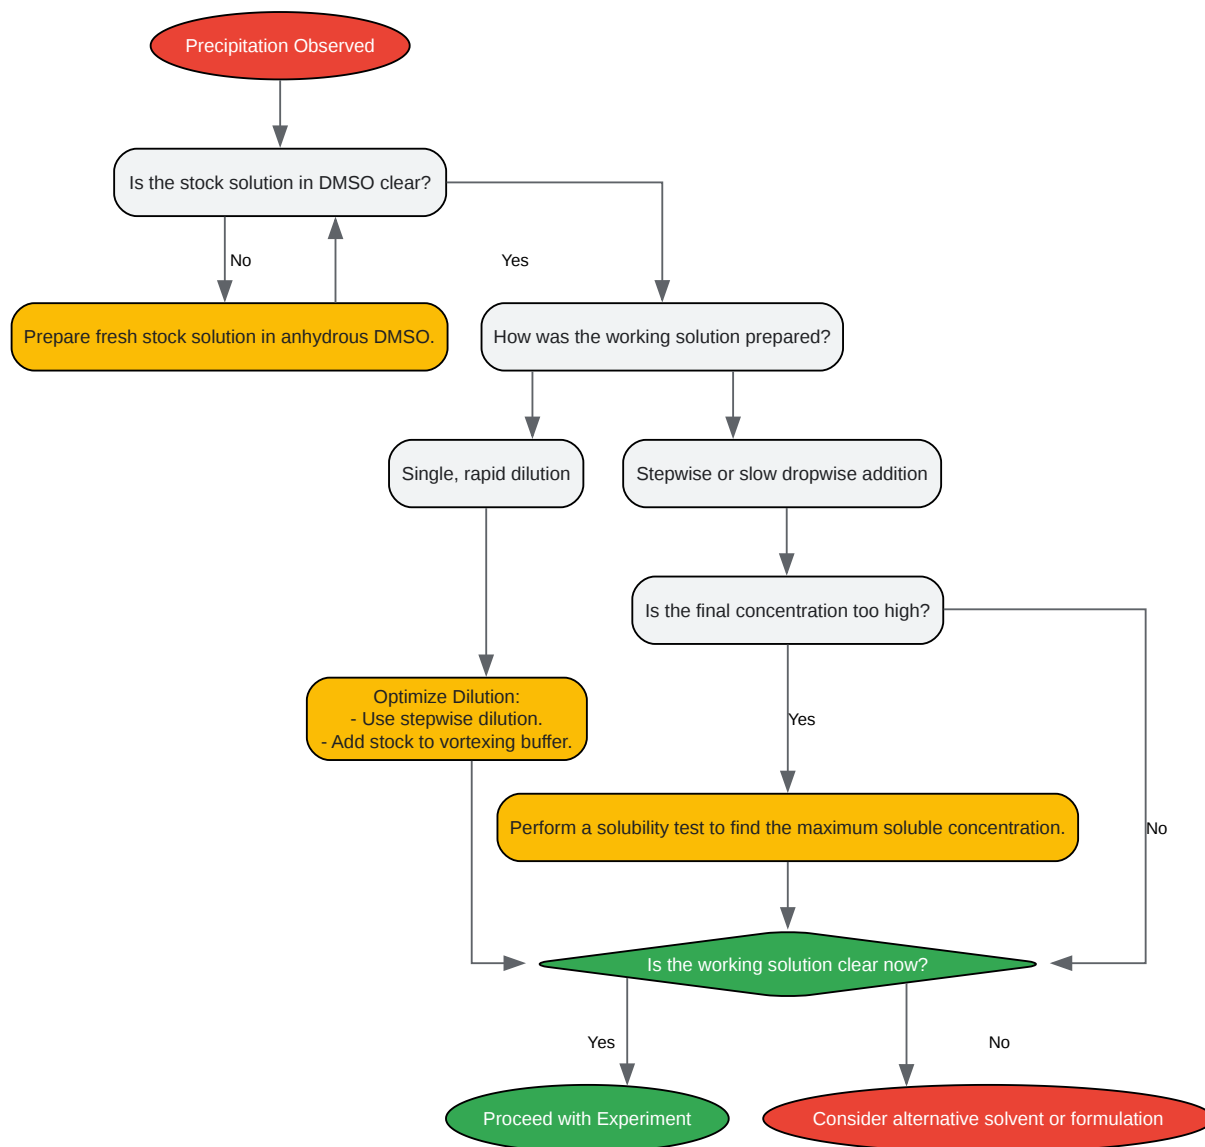 Precipitation Observed
Is the stock solution in DMSO clear?
No
Yes
Prepare fresh stock solution in anhydrous DMSO.
How was the working solution prepared?
Single, rapid dilution
Stepwise or slow dropwise addition
Is the final concentration too high?
Optimize Dilution:
- Use stepwise dilution.
- Add stock to vortexing buffer.
Yes
Perform a solubility test to find the maximum soluble concentration.
No
Is the working solution clear now?
Yes
No
Proceed with Experiment
Consider alternative solvent or formulation